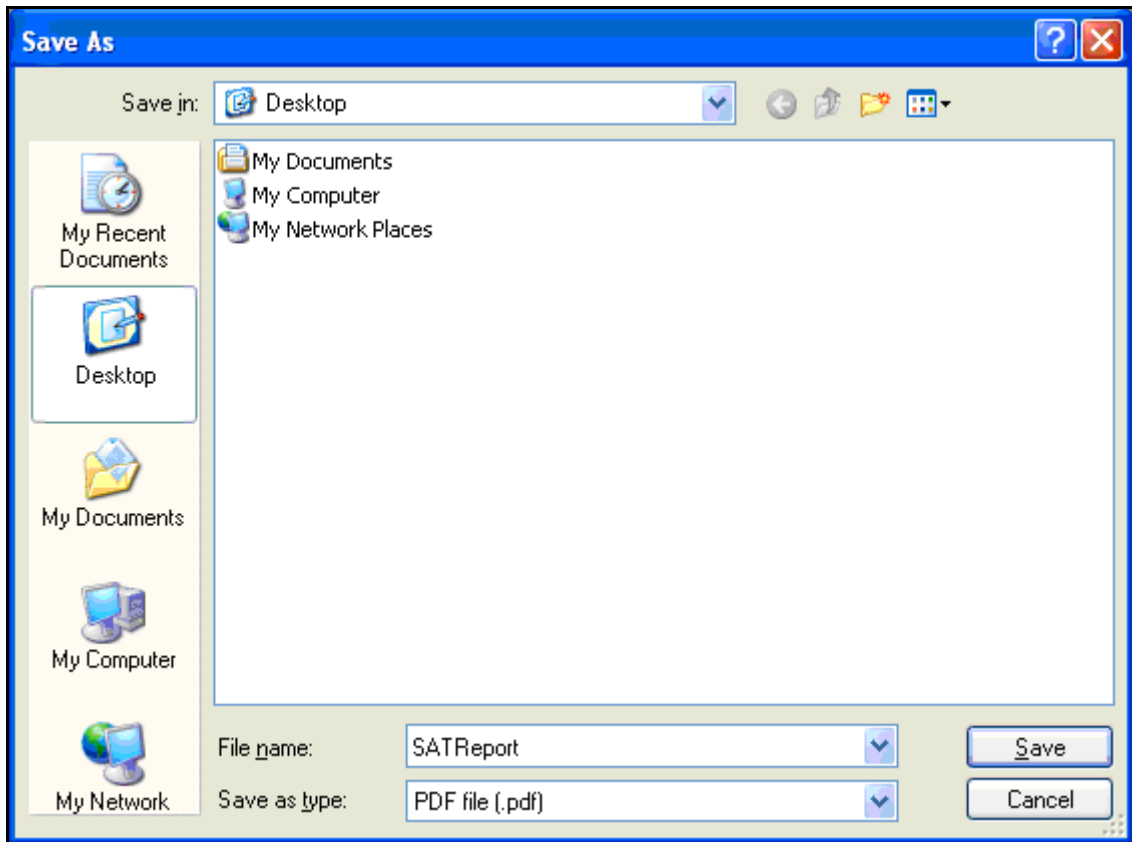 Save As
Save in: Desktop
My Recent
Documents
Desktop
My Documents
My Computer
My Network
My Documents
My Computer
My Network Places
File name: SATReport
Save as type: PDF file (.pdf)
Save
Cancel